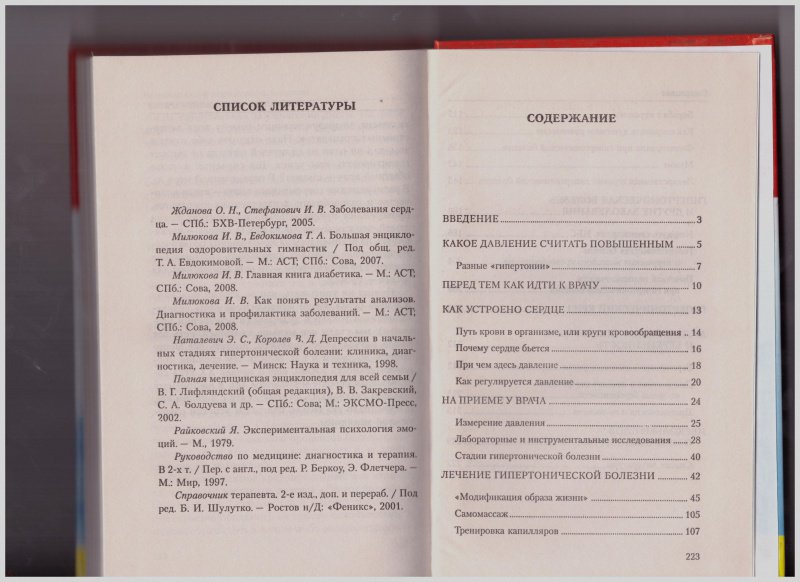 СПИСОК ЛИТЕРАТУРЫ
Жданова О. Н., Стефанович И. В. Заболевания серд-
ца. — СПб.: БХВ-Петербург, 2005.
Милюкова И. В., Евдокимова Т. А. Большая энцикло-
педия оздоровительных гимнастик / Под общ. ред.
Т. А. Евдокимовой. — М.: АСТ; СПб.: Сова, 2007.
Милюкова И. В. Главная книга диабетика. — М.: АСТ;
СПб.: Сова, 2008.
Милюкова И. В. Как понять результаты анализов.
Диагностика и профилактика заболеваний. — М.: АСТ;
СПб.: Сова, 2008.
Наталевич Э. С., Королев В. Д. Депрессии в началь-
ных стадиях гипертонической болезни: клиника, диаг-
ностика, лечение. — Минск: Наука и техника, 1998.
Полная медицинская энциклопедия для всей семьи /
В. Г. Лифляндский (общая редакция), В. В. Закревский,
С. А. Болдуева и др. — СПб.: Сова; М.: ЭКСМО-Пресс,
2002.
Райковский Я. Экспериментальная психология эмо-
ций. — М., 1979.
Руководство по медицине: диагностика и терапия.
В 2-х т. / Пер. с англ., под ред. Р. Беркоу, Э. Флетчера. —
М.: Мир, 1997.
Справочник терапевта. 2-е изд., доп. и перераб. / Под
ред. Б. И. Шулутко. — Ростов н/Д: «Феникс», 2001.
СОДЕРЖАНИЕ
ВВЕДЕНИЕ 3
КАКОЕ ДАВЛЕНИЕ СЧИТАТЬ ПОВЫШЕННЫМ 5
Разные «гипертонии» 7
ПЕРЕД ТЕМ КАК ИДТИ К ВРАЧУ 10
КАК УСТРОЕНО СЕРДЦЕ 13
Путь крови в организме, или круги кровообращения 14
Почему сердце бьется 16
При чем здесь давление 18
Как регулируется давление 20
НА ПРИЕМЕ У ВРАЧА 24
Измерение давления 25
Лабораторные и инструментальные исследования 28
Стадии гипертонической болезни 40
ЛЕЧЕНИЕ ГИПЕРТОНИЧЕСКОЙ БОЛЕЗНИ 42
«Модификация образа жизни» 45
Самомассаж 105
Тренировка капилляров 107
223